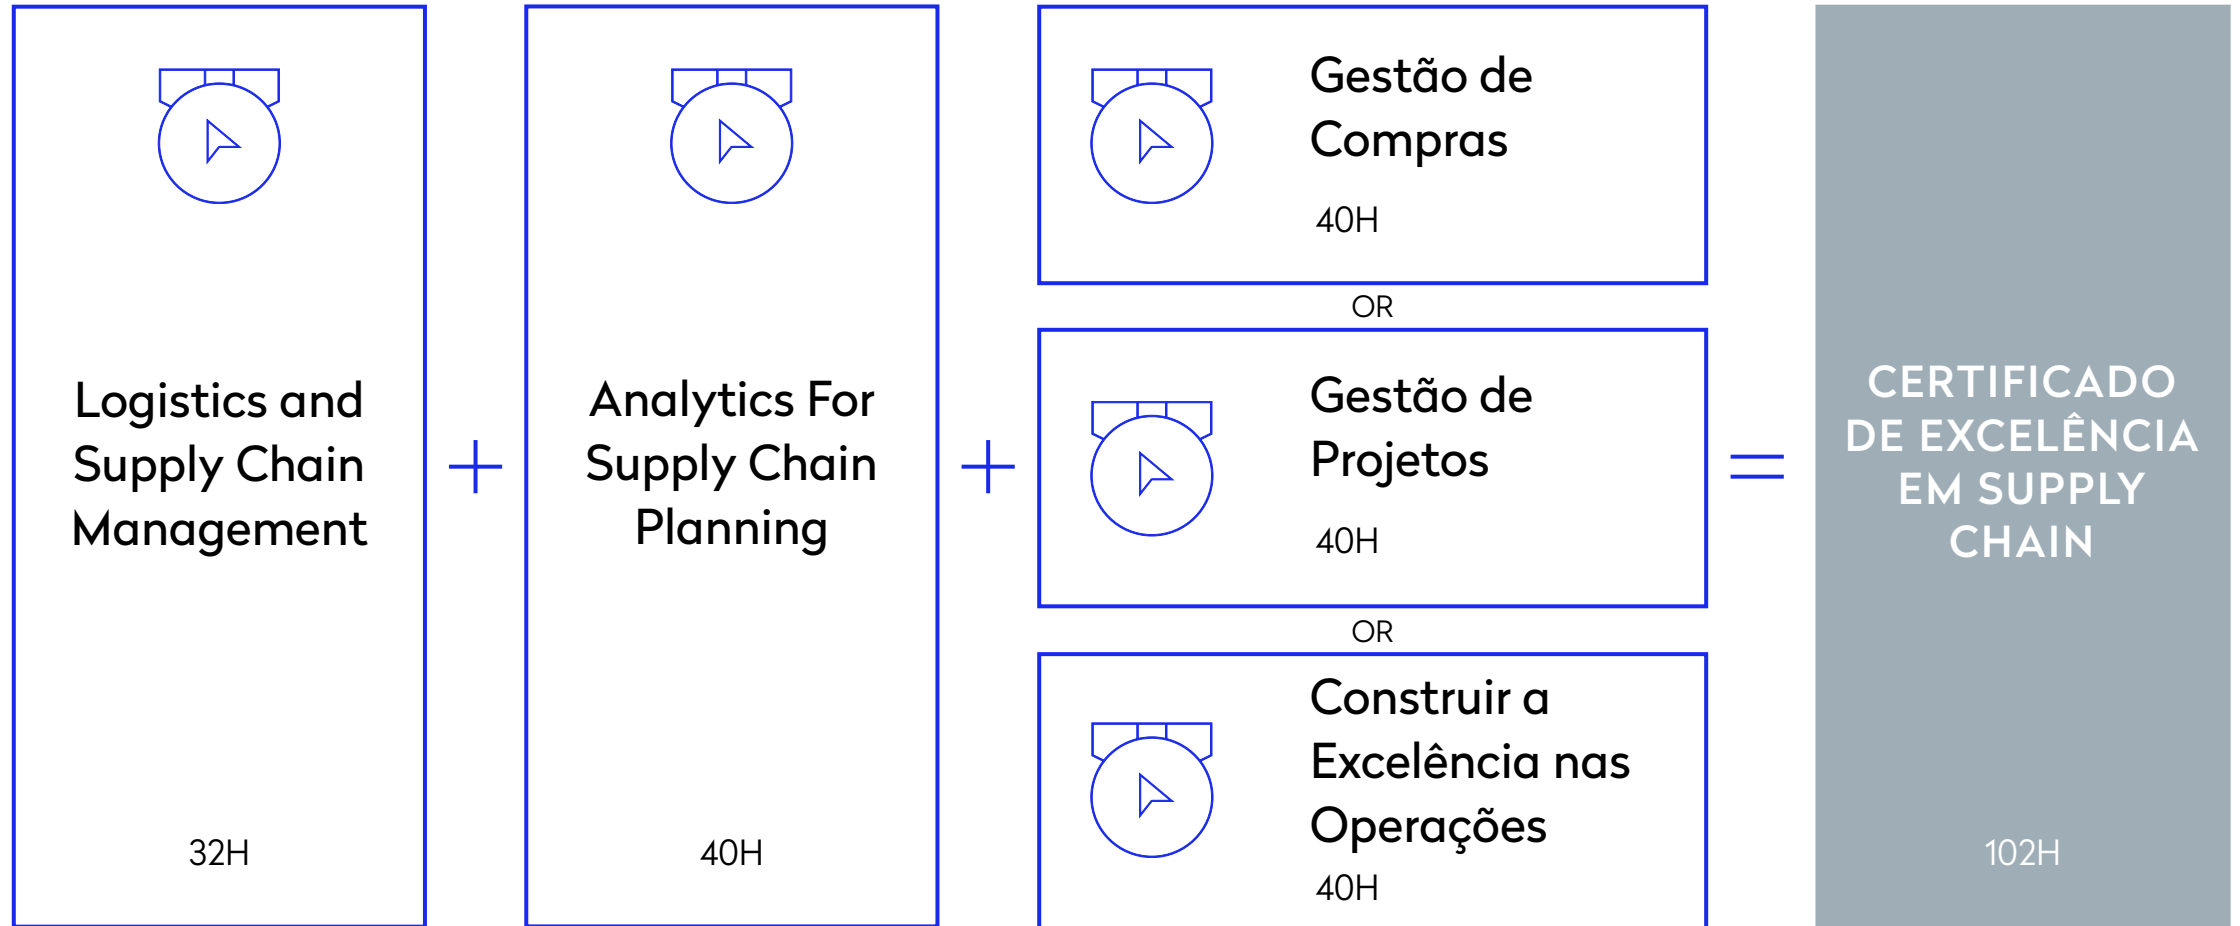 Logistics and
Supply Chain
Management
32H
Analytics For
Supply Chain
Planning
40H
Gestão de
Compras
40H
OR
Gestão de
Projetos
40H
OR
Construir a
Excelência nas
Operações
40H
CERTIFICADO
DE EXCELÊNCIA
EM SUPPLY
CHAIN
102H